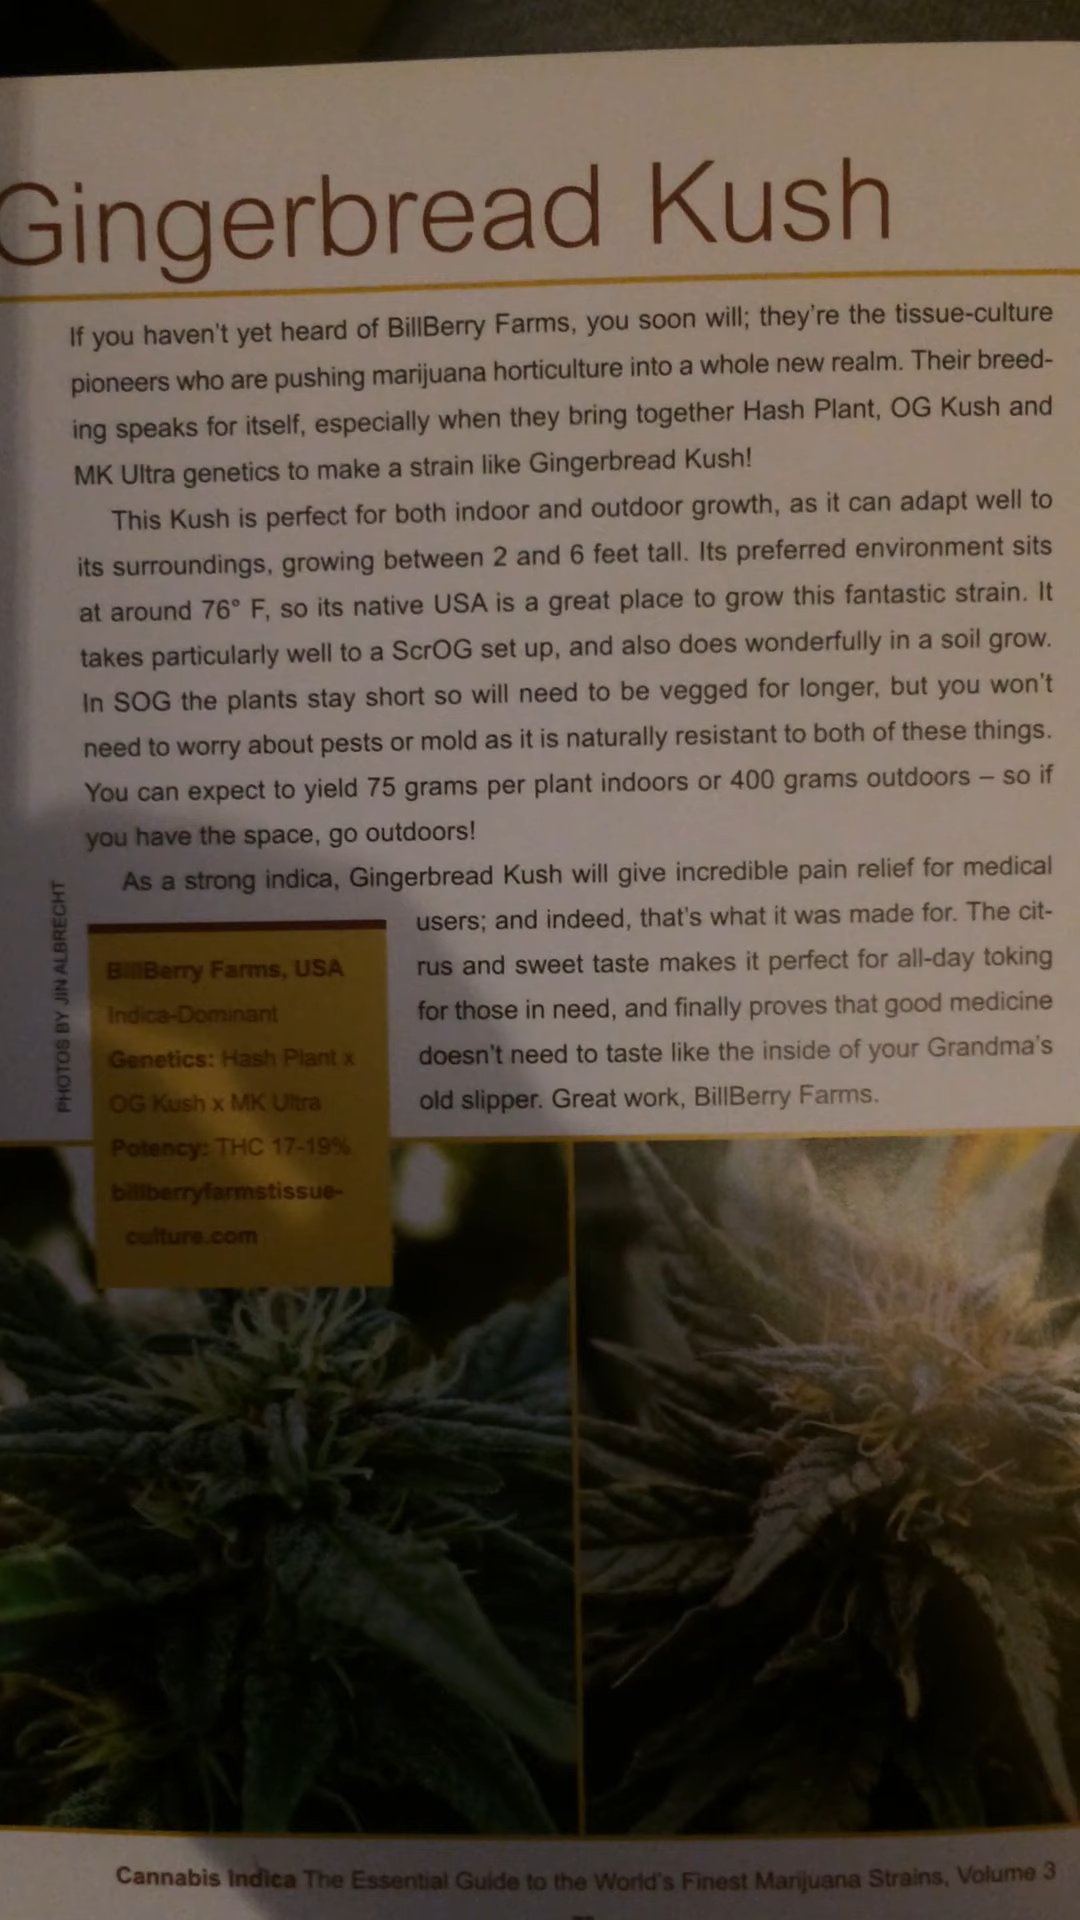 Gingerbread Kush
If you haven't yet heard of BillBerry Farms, you soon will; they're the tissue-culture
pioneers who are pushing marijuana horticulture into a whole new realm. Their breed-
ing speaks for itself, especially when they bring together Hash Plant, OG Kush and
MK Ultra genetics to make a strain like Gingerbread Kush!
This Kush is perfect for both indoor and outdoor growth, as it can adapt well to
its surroundings, growing between 2 and 6 feet tall. Its preferred environment sits
at around 76° F, so its native USA is a great place to grow this fantastic strain. It
takes particularly well to a ScrOG set up, and also does wonderfully in a soil grow.
In SOG the plants stay short so will need to be vegged for longer, but you won't
need to worry about pests or mold as it is naturally resistant to both of these things.
You can expect to yield 75 grams per plant indoors or 400 grams outdoors – so if
you have the space, go outdoors!
As a strong indica, Gingerbread Kush will give incredible pain relief for medical
users; and indeed, that's what it was made for. The cit-
rus and sweet taste makes it perfect for all-day toking
for those in need, and finally proves that good medicine
doesn't need to taste like the inside of your Grandma's
old slipper. Great work, BillBerry Farms.
PHOTOS BY JIN ALBRECHT
BillBerry Farms, USA
Indica-Dominant
Genetics: Hash Plant x
OG Kush x MK Ultra
Potency: THC 17-19%
billberryfarmstissue-
culture.com
Cannabis Indica The Essential Guide to the World's Finest Marijuana Strains, Volume 3